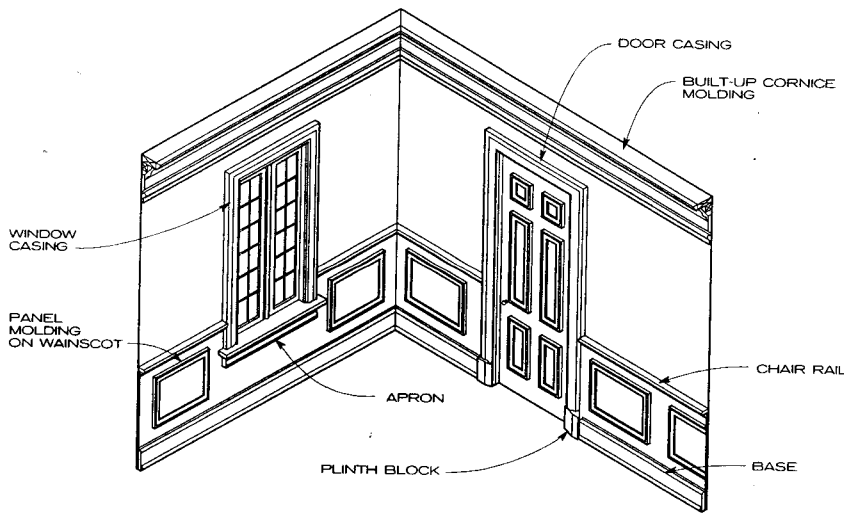 DOOR CASING
BUILT-UP CORNICE
MOLDING
WINDOW
CASING
PANEL
MOLDING
ON WAINSCOT
CHAIR RAIL
APRON
PLINTH BLOCK
BASE